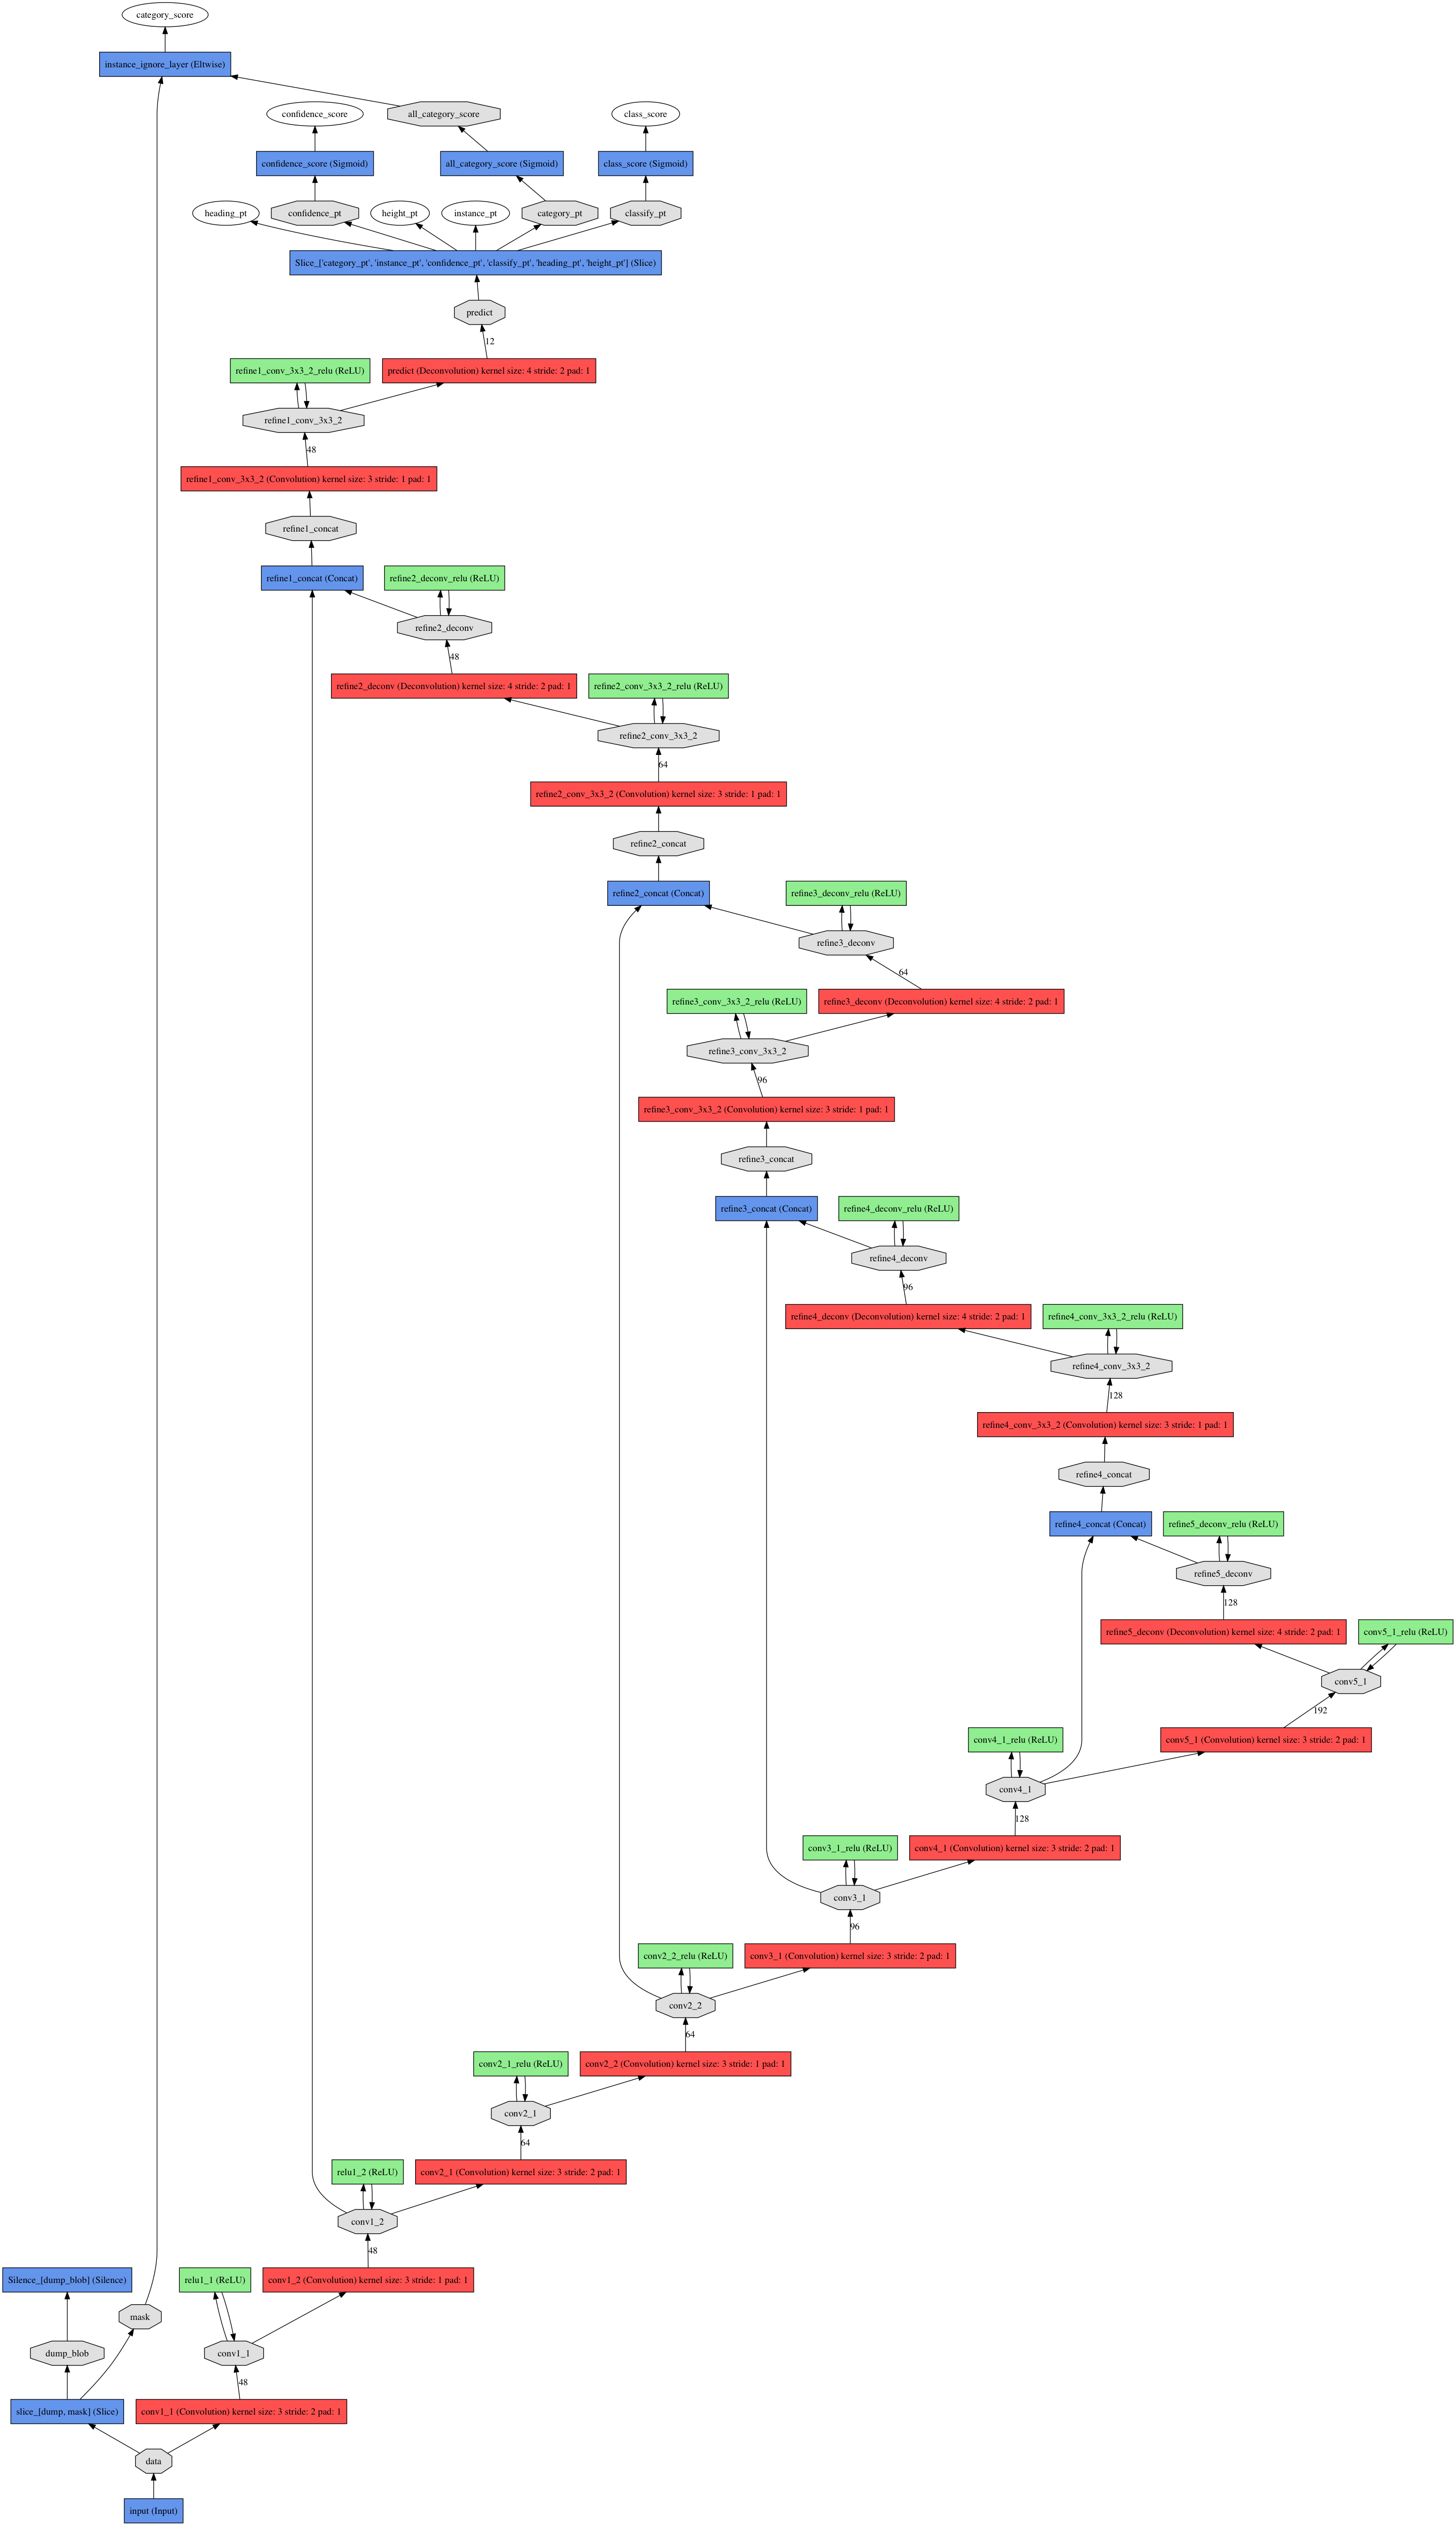 category_score
instance_ignore_layer (Eltwise)
confidence_score
all_category_score
class_score
confidence_score (Sigmoid)
all_category_score (Sigmoid)
class_score (Sigmoid)
heading_pt
confidence_pt
height_pt
instance_pt
category_pt
classify_pt
Slice_['category_pt', 'instance_pt', 'confidence_pt', 'classify_pt', 'heading_pt', 'height_pt'] (Slice)
predict
12
refine1_conv_3x3_2_relu (ReLU)
predict (Deconvolution) kernel size: 4 stride: 2 pad: 1
refine1_conv_3x3_2
48
refine1_conv_3x3_2 (Convolution) kernel size: 3 stride: 1 pad: 1
refine1_concat
refine1_concat (Concat)
refine2_deconv_relu (ReLU)
refine2_deconv
48
refine2_deconv (Deconvolution) kernel size: 4 stride: 2 pad: 1
refine2_conv_3x3_2_relu (ReLU)
refine2_conv_3x3_2
64
refine2_conv_3x3_2 (Convolution) kernel size: 3 stride: 1 pad: 1
refine2_concat
refine2_concat (Concat)
refine3_deconv_relu (ReLU)
refine3_deconv
64
refine3_conv_3x3_2_relu (ReLU)
refine3_deconv (Deconvolution) kernel size: 4 stride: 2 pad: 1
refine3_conv_3x3_2
96
refine3_conv_3x3_2 (Convolution) kernel size: 3 stride: 1 pad: 1
refine3_concat
refine3_concat (Concat)
refine4_deconv_relu (ReLU)
refine4_deconv
96
refine4_deconv (Deconvolution) kernel size: 4 stride: 2 pad: 1
refine4_conv_3x3_2_relu (ReLU)
refine4_conv_3x3_2
128
refine4_conv_3x3_2 (Convolution) kernel size: 3 stride: 1 pad: 1
refine4_concat
refine4_concat (Concat)
refine5_deconv_relu (ReLU)
refine5_deconv
128
refine5_deconv (Deconvolution) kernel size: 4 stride: 2 pad: 1
conv5_1_relu (ReLU)
conv5_1
192
conv4_1_relu (ReLU)
conv5_1 (Convolution) kernel size: 3 stride: 2 pad: 1
conv4_1
128
conv3_1_relu (ReLU)
conv4_1 (Convolution) kernel size: 3 stride: 2 pad: 1
conv3_1
96
conv2_2_relu (ReLU)
conv3_1 (Convolution) kernel size: 3 stride: 2 pad: 1
conv2_2
64
conv2_1_relu (ReLU)
conv2_2 (Convolution) kernel size: 3 stride: 1 pad: 1
conv2_1
64
relu1_2 (ReLU)
conv2_1 (Convolution) kernel size: 3 stride: 2 pad: 1
conv1_2
48
Silence_[dump_blob] (Silence)
relu1_1 (ReLU)
conv1_2 (Convolution) kernel size: 3 stride: 1 pad: 1
mask
dump_blob
conv1_1
48
slice_[dump, mask] (Slice)
conv1_1 (Convolution) kernel size: 3 stride: 2 pad: 1
data
input (Input)